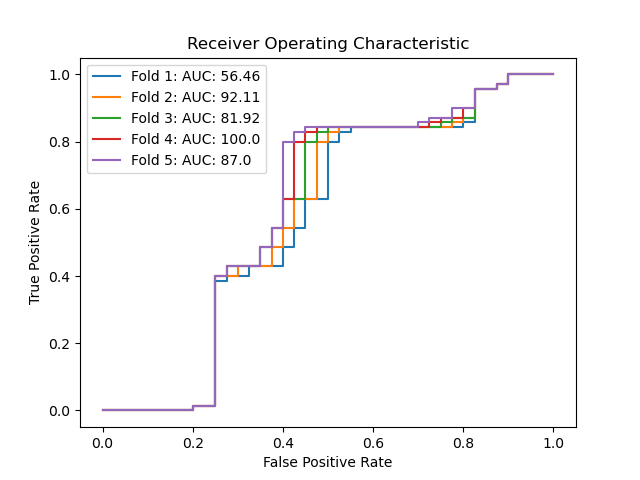 Receiver Operating Characteristic
Fold 1: AUC: 56.46
Fold 2: AUC: 92.11
Fold 3: AUC: 81.92
Fold 4: AUC: 100.0
Fold 5: AUC: 87.0
1.0
0.8
0.6
0.4
0.2
0.0
True Positive Rate
0.0 0.2 0.4 0.6 0.8 1.0
False Positive Rate